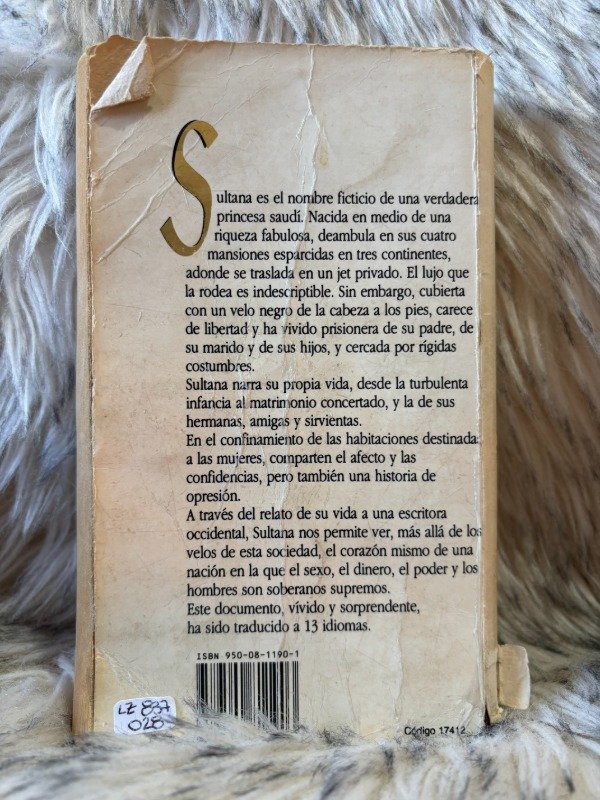 Sultana es el nombre ficticio de una verdadera
princesa saudí. Nacida en medio de una
riqueza fabulosa, deambula en sus cuatro
mansiones esparcidas en tres continentes,
adonde se traslada en un jet privado. El lujo que
la rodea es indescriptible. Sin embargo, cubierta
con un velo negro de la cabeza a los pies, carece
de libertad y ha vivido prisionera de su padre, de
su marido y de sus hijos, y cercada por rígidas
costumbres.
Sultana narra su propia vida, desde la turbulenta
infancia al matrimonio concertado, y la de sus
hermanas, amigas y sirvientas.
En el confinamiento de las habitaciones destinada
a las mujeres, comparten el afecto y las
confidencias, pero también una historia de
opresión.
A través del relato de su vida a una escritora
occidental, Sultana nos permite ver, más allá de los
velos de esta sociedad, el corazón mismo de una
nación en la que el sexo, el dinero, el poder y los
hombres son soberanos supremos.
Este documento, vívido y sorprendente,
ha sido traducido a 13 idiomas.
ISBN 950-08-1190-1
LZ 837
028
Código 17412